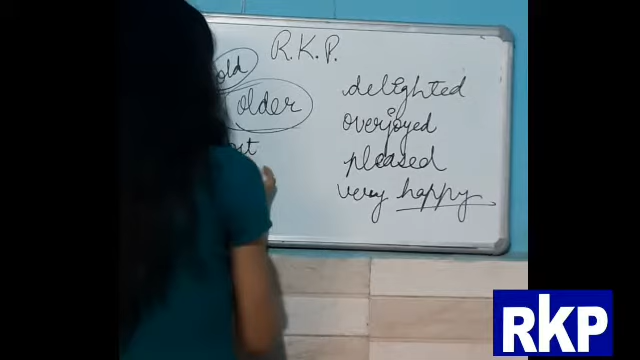 R.K.P.
old
older
delighted
overjoyed
pleased
very happy
RKP